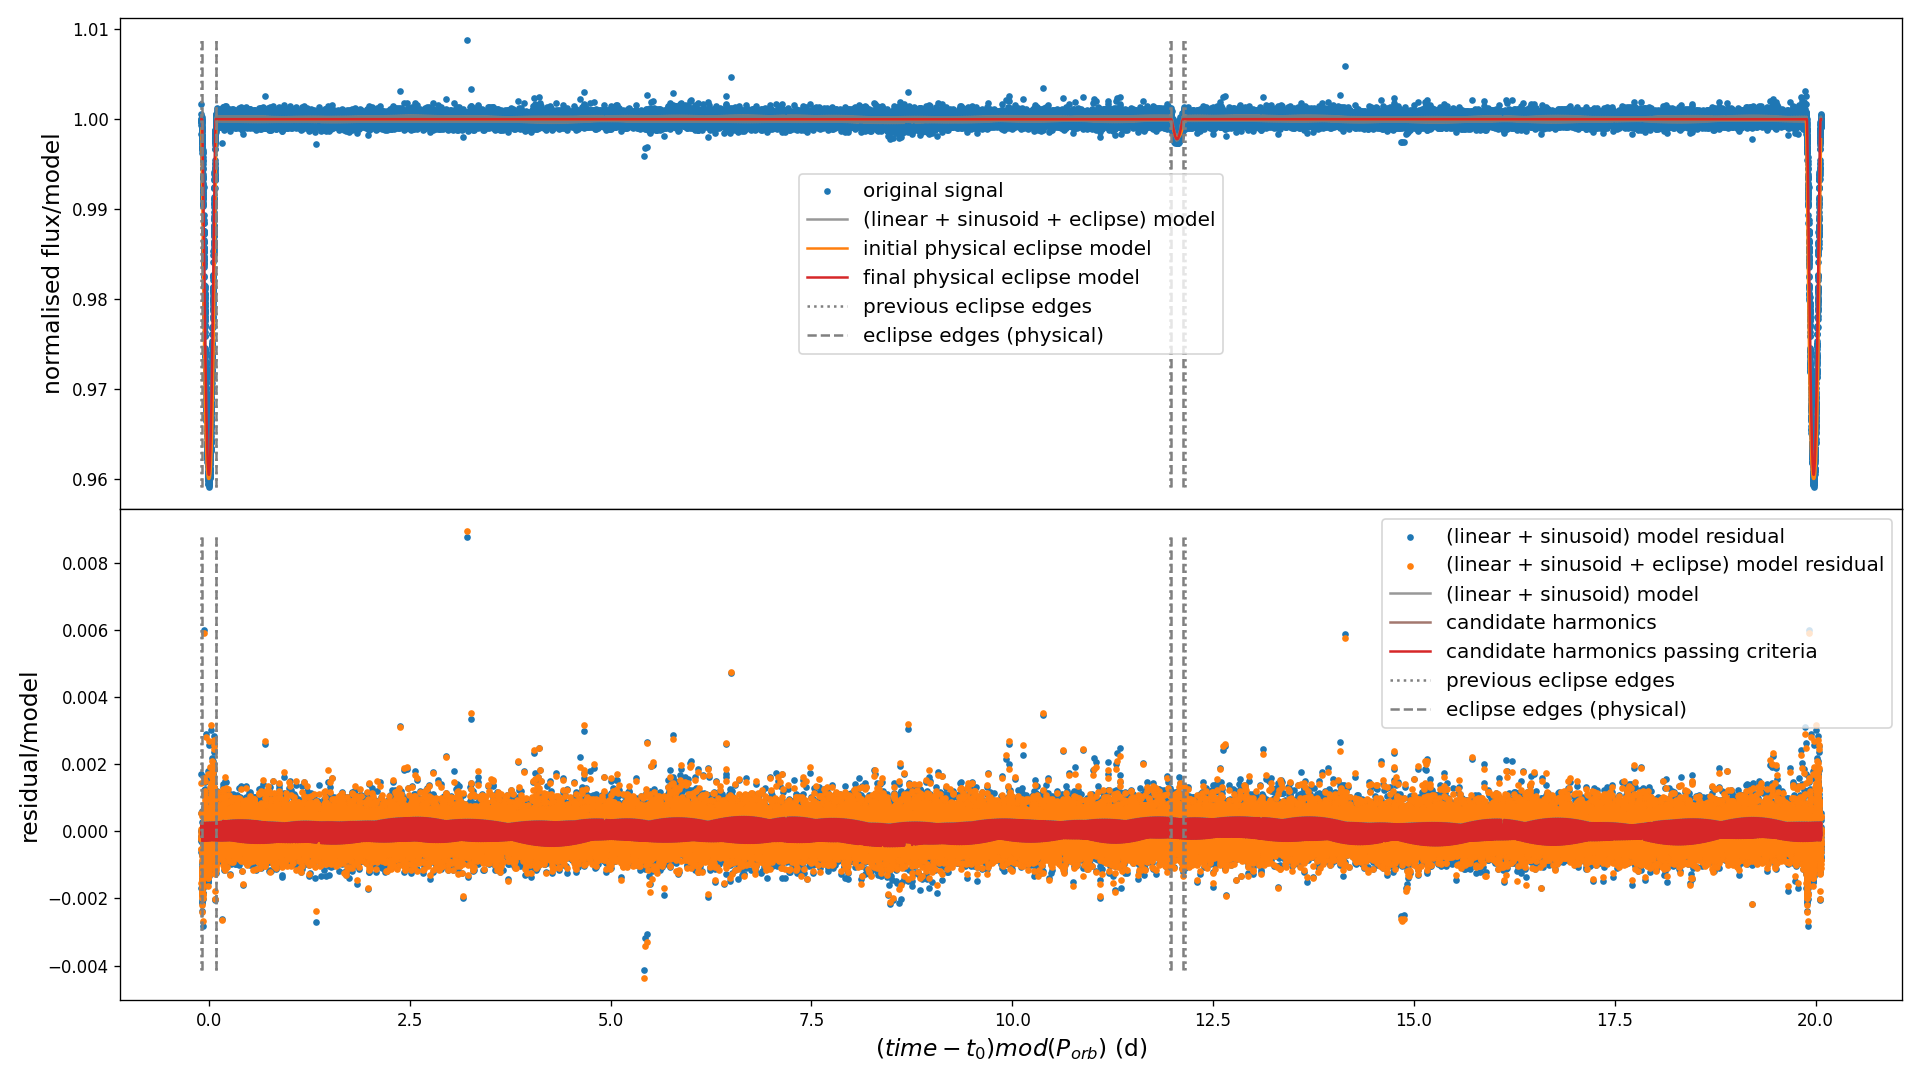 1.01
1.00
0.99
0.98
0.97
0.96
normalised flux/model
original signal
(linear + sinusoid + eclipse) model
initial physical eclipse model
final physical eclipse model
previous eclipse edges
eclipse edges (physical)
0.008
0.006
0.004
0.002
0.000
−0.002
−0.004
residual/model
(linear + sinusoid) model residual
(linear + sinusoid + eclipse) model residual
(linear + sinusoid) model
candidate harmonics
candidate harmonics passing criteria
previous eclipse edges
eclipse edges (physical)
0.0 2.5 5.0 7.5 10.0 12.5 15.0 17.5 20.0
(time − t₀)mod(Pₒᵣb) (d)